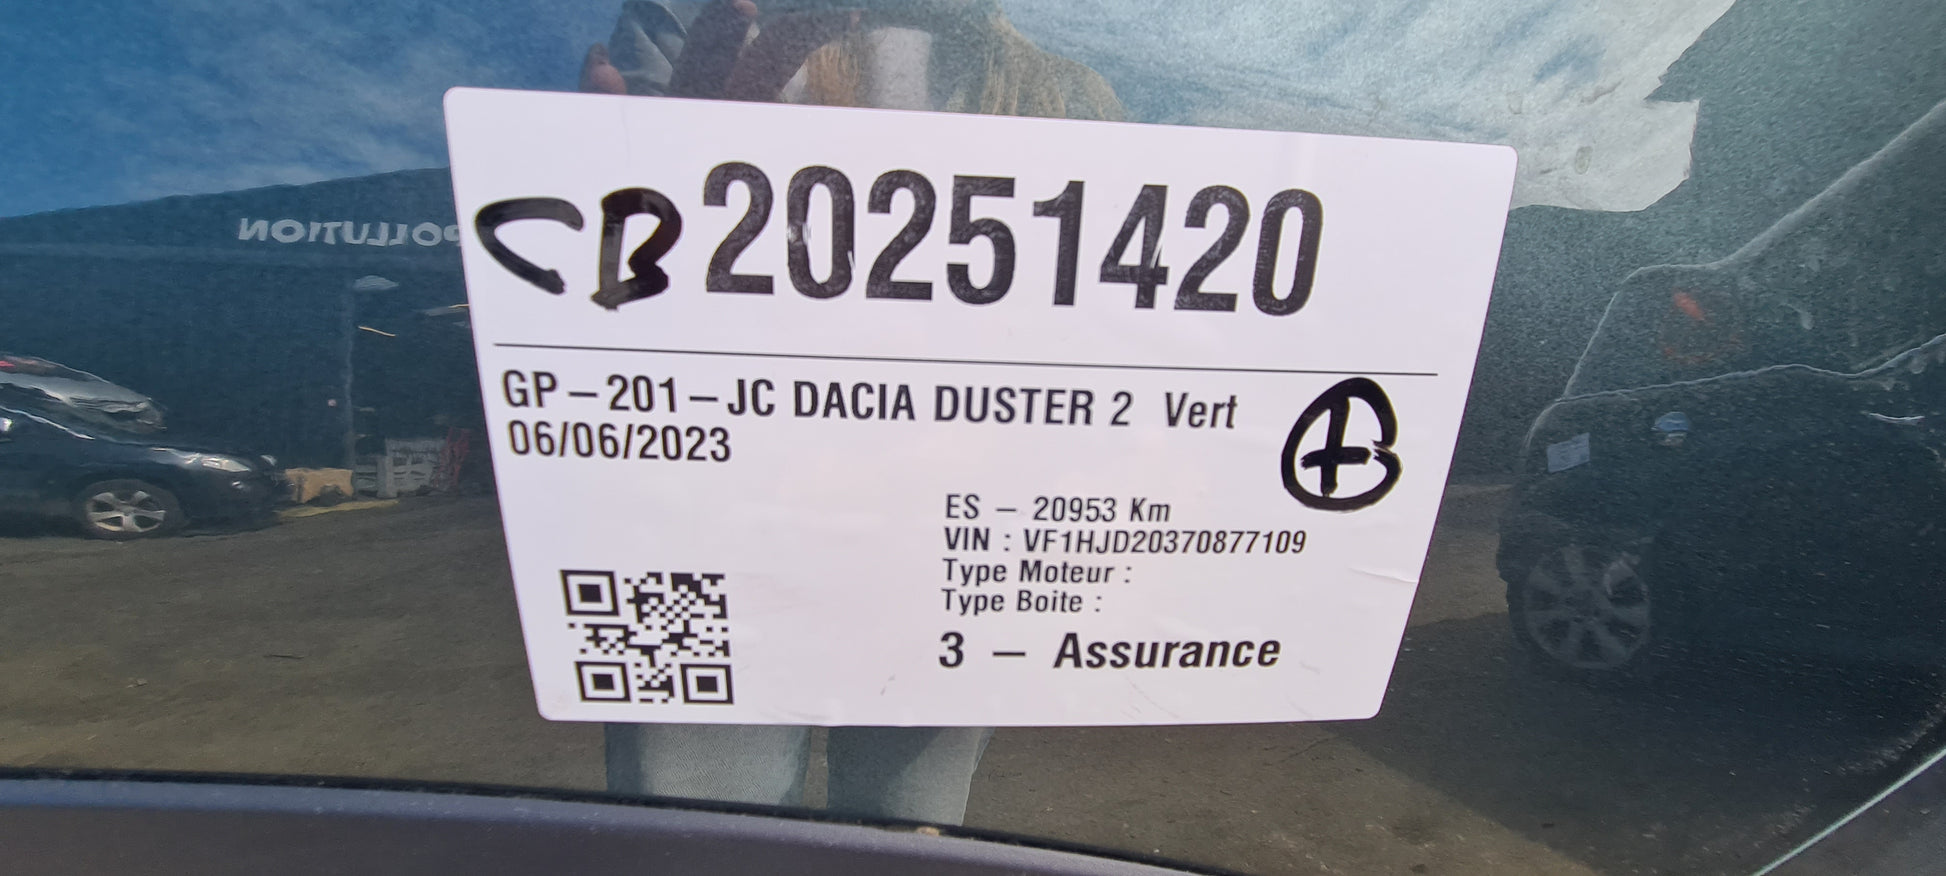 POLLUTION
CB 20251420
GP-201-JC DACIA DUSTER 2 Vert
06/06/2023
ES - 20953 Km
VIN : VF1HJD20370877109
Type Moteur :
Type Boite :
3 - Assurance